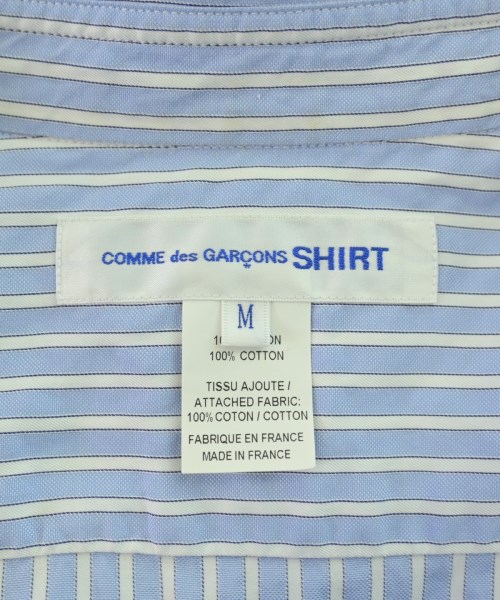 COMME des GARÇONS SHIRT
M
100% COTTON
TISSU AJOUTE /
ATTACHED FABRIC:
100% COTON / COTTON
FABRIQUE EN FRANCE
MADE IN FRANCE